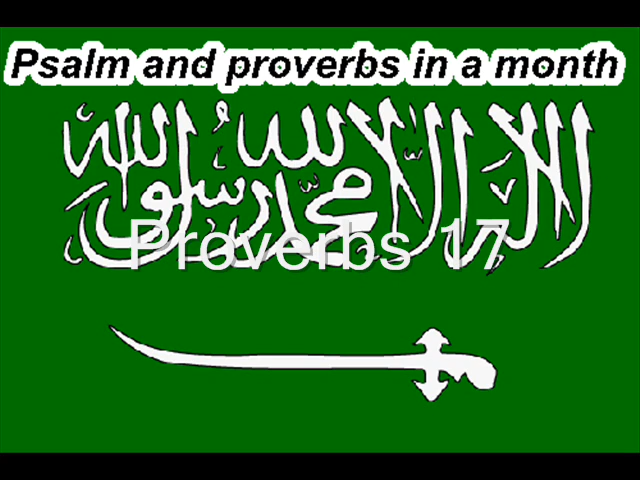 Psalm and proverbs in a month
لا إله إلا الله محمد رسول الله
Proverbs 17